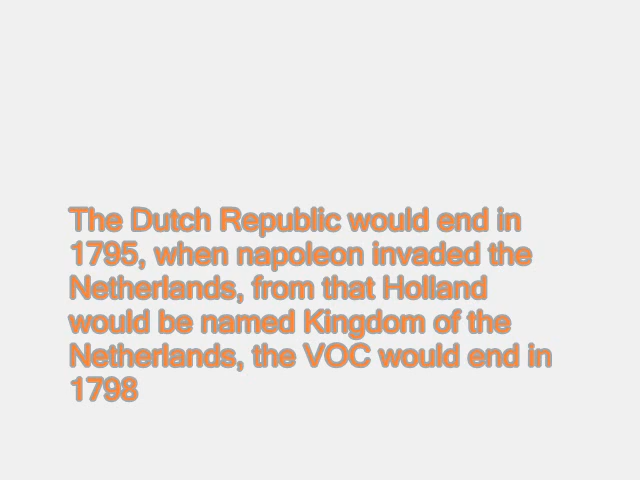 The Dutch Republic would end in
1795, when napoleon invaded the
Netherlands, from that Holland
would be named Kingdom of the
Netherlands, the VOC would end in
1798